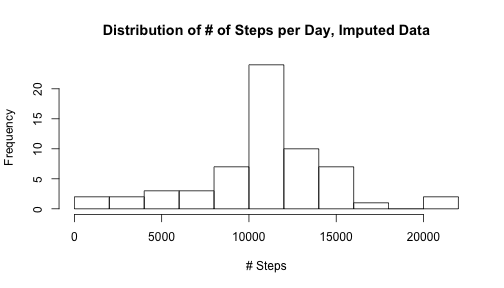 Distribution of # of Steps per Day, Imputed Data
Frequency
20
15
10
5
0
0 5000 10000 15000 20000
# Steps